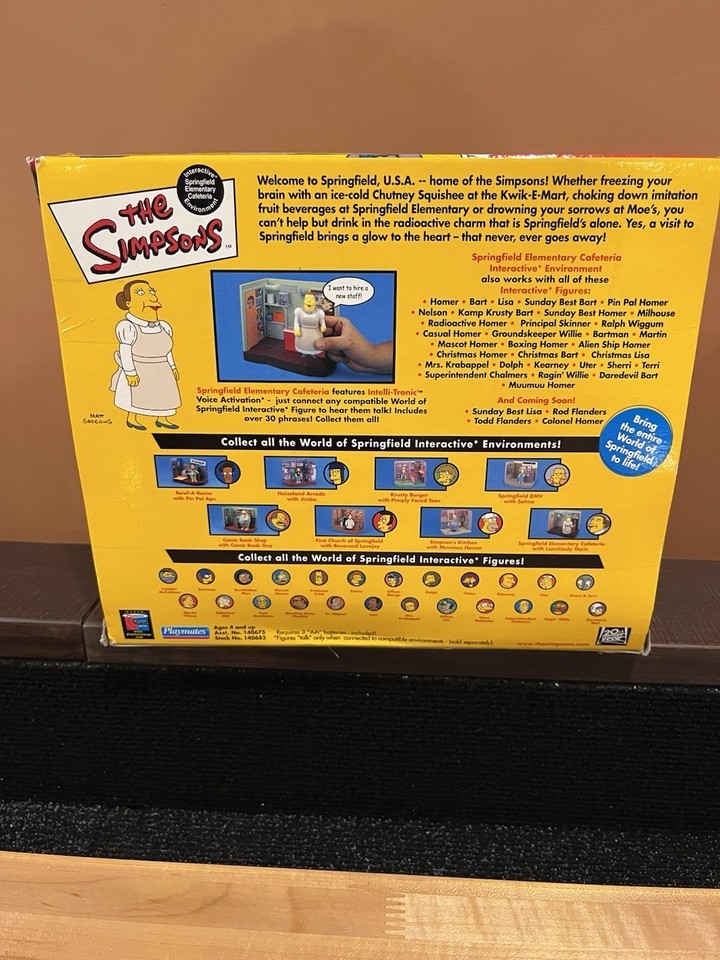 Interactive*
Springfield
Elementary
Cafeteria
Environment
THE
SIMPSONS™
Welcome to Springfield, U.S.A. -- home of the Simpsons! Whether freezing your
brain with an ice-cold Chutney Squishee at the Kwik-E-Mart, choking down imitation
fruit beverages at Springfield Elementary or drowning your sorrows at Moe's, you
can't help but drink in the radioactive charm that is Springfield's alone. Yes, a visit to
Springfield brings a glow to the heart – that never, ever goes away!
I want to hire a
new staff!
MATT
GROENING
Springfield Elementary Cafeteria features Intelli-Tronic™
Voice Activation* - just connect any compatible World of
Springfield Interactive* Figure to hear them talk! Includes
over 30 phrases! Collect them all!
Springfield Elementary Cafeteria
Interactive* Environment
also works with all of these
Interactive* Figures:
• Homer • Bart • Lisa • Sunday Best Bart • Pin Pal Homer
• Nelson • Kamp Krusty Bart • Sunday Best Homer • Milhouse
• Radioactive Homer • Principal Skinner • Ralph Wiggum
• Casual Homer • Groundskeeper Willie • Bartman • Martin
• Mascot Homer • Boxing Homer • Alien Ship Homer
• Christmas Homer • Christmas Bart • Christmas Lisa
• Mrs. Krabappel • Dolph • Kearney • Uter • Sherri • Terri
• Superintendent Chalmers • Ragin' Willie • Daredevil Bart
• Muumuu Homer
And Coming Soon!
• Sunday Best Lisa • Rod Flanders
• Todd Flanders • Colonel Homer
Bring
the entire
World of
Springfield
to life!
Collect all the World of Springfield Interactive* Environments!
Bowl-A-Rama
with Pin Pal Apu
Noiseland Arcade
with Jimbo
Krusty Burger
with Pimply Faced Teen
Springfield DMV
with Selma
Comic Book Shop
with Comic Book Guy
First Church of Springfield
with Reverend Lovejoy
Simpson's Kitchen
with Muumuu Homer
Springfield Elementary Cafeteria
with Lunchlady Doris
Collect all the World of Springfield Interactive* Figures!
Playmates
Ages 4 and up
Asst. No. 140675
Stock No. 140683
Requires 3 "AA" batteries - included!
*Figures "talk" only when connected to compatible environments - (sold separately).
www.thesimpsons.com
20
FOX